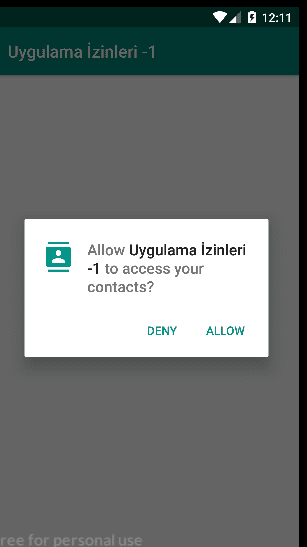 12:11
Uygulama İzinleri -1
Allow Uygulama İzinleri
-1 to access your
contacts?
DENY ALLOW
ree for personal use